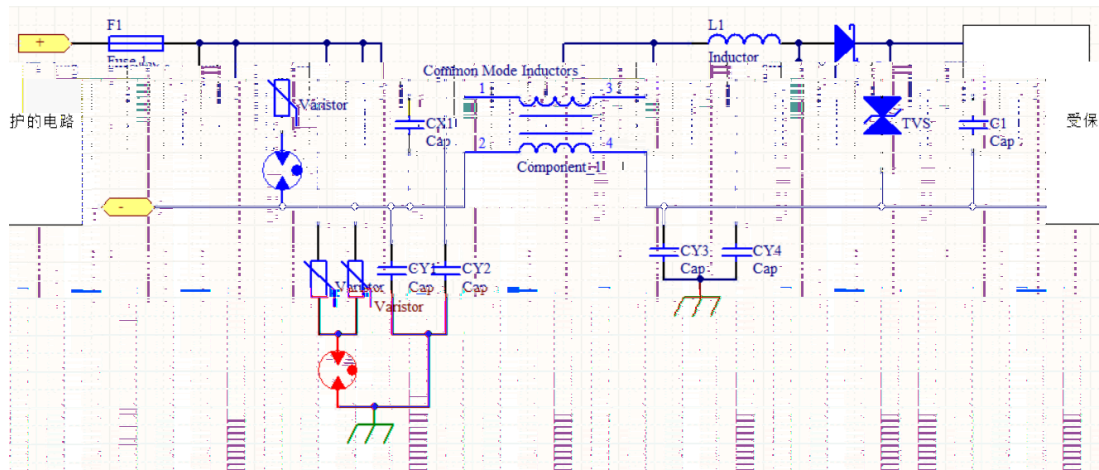 F1
L1
+
Inductor
Common Mode Inductors
1
3
Varistor
CX1
Cap
TVS
C1
Cap
护的电路
受保
2
4
Component_1
-
CY1
Cap
CY2
Cap
CY3
Cap
CY4
Cap
Varistor
Varistor